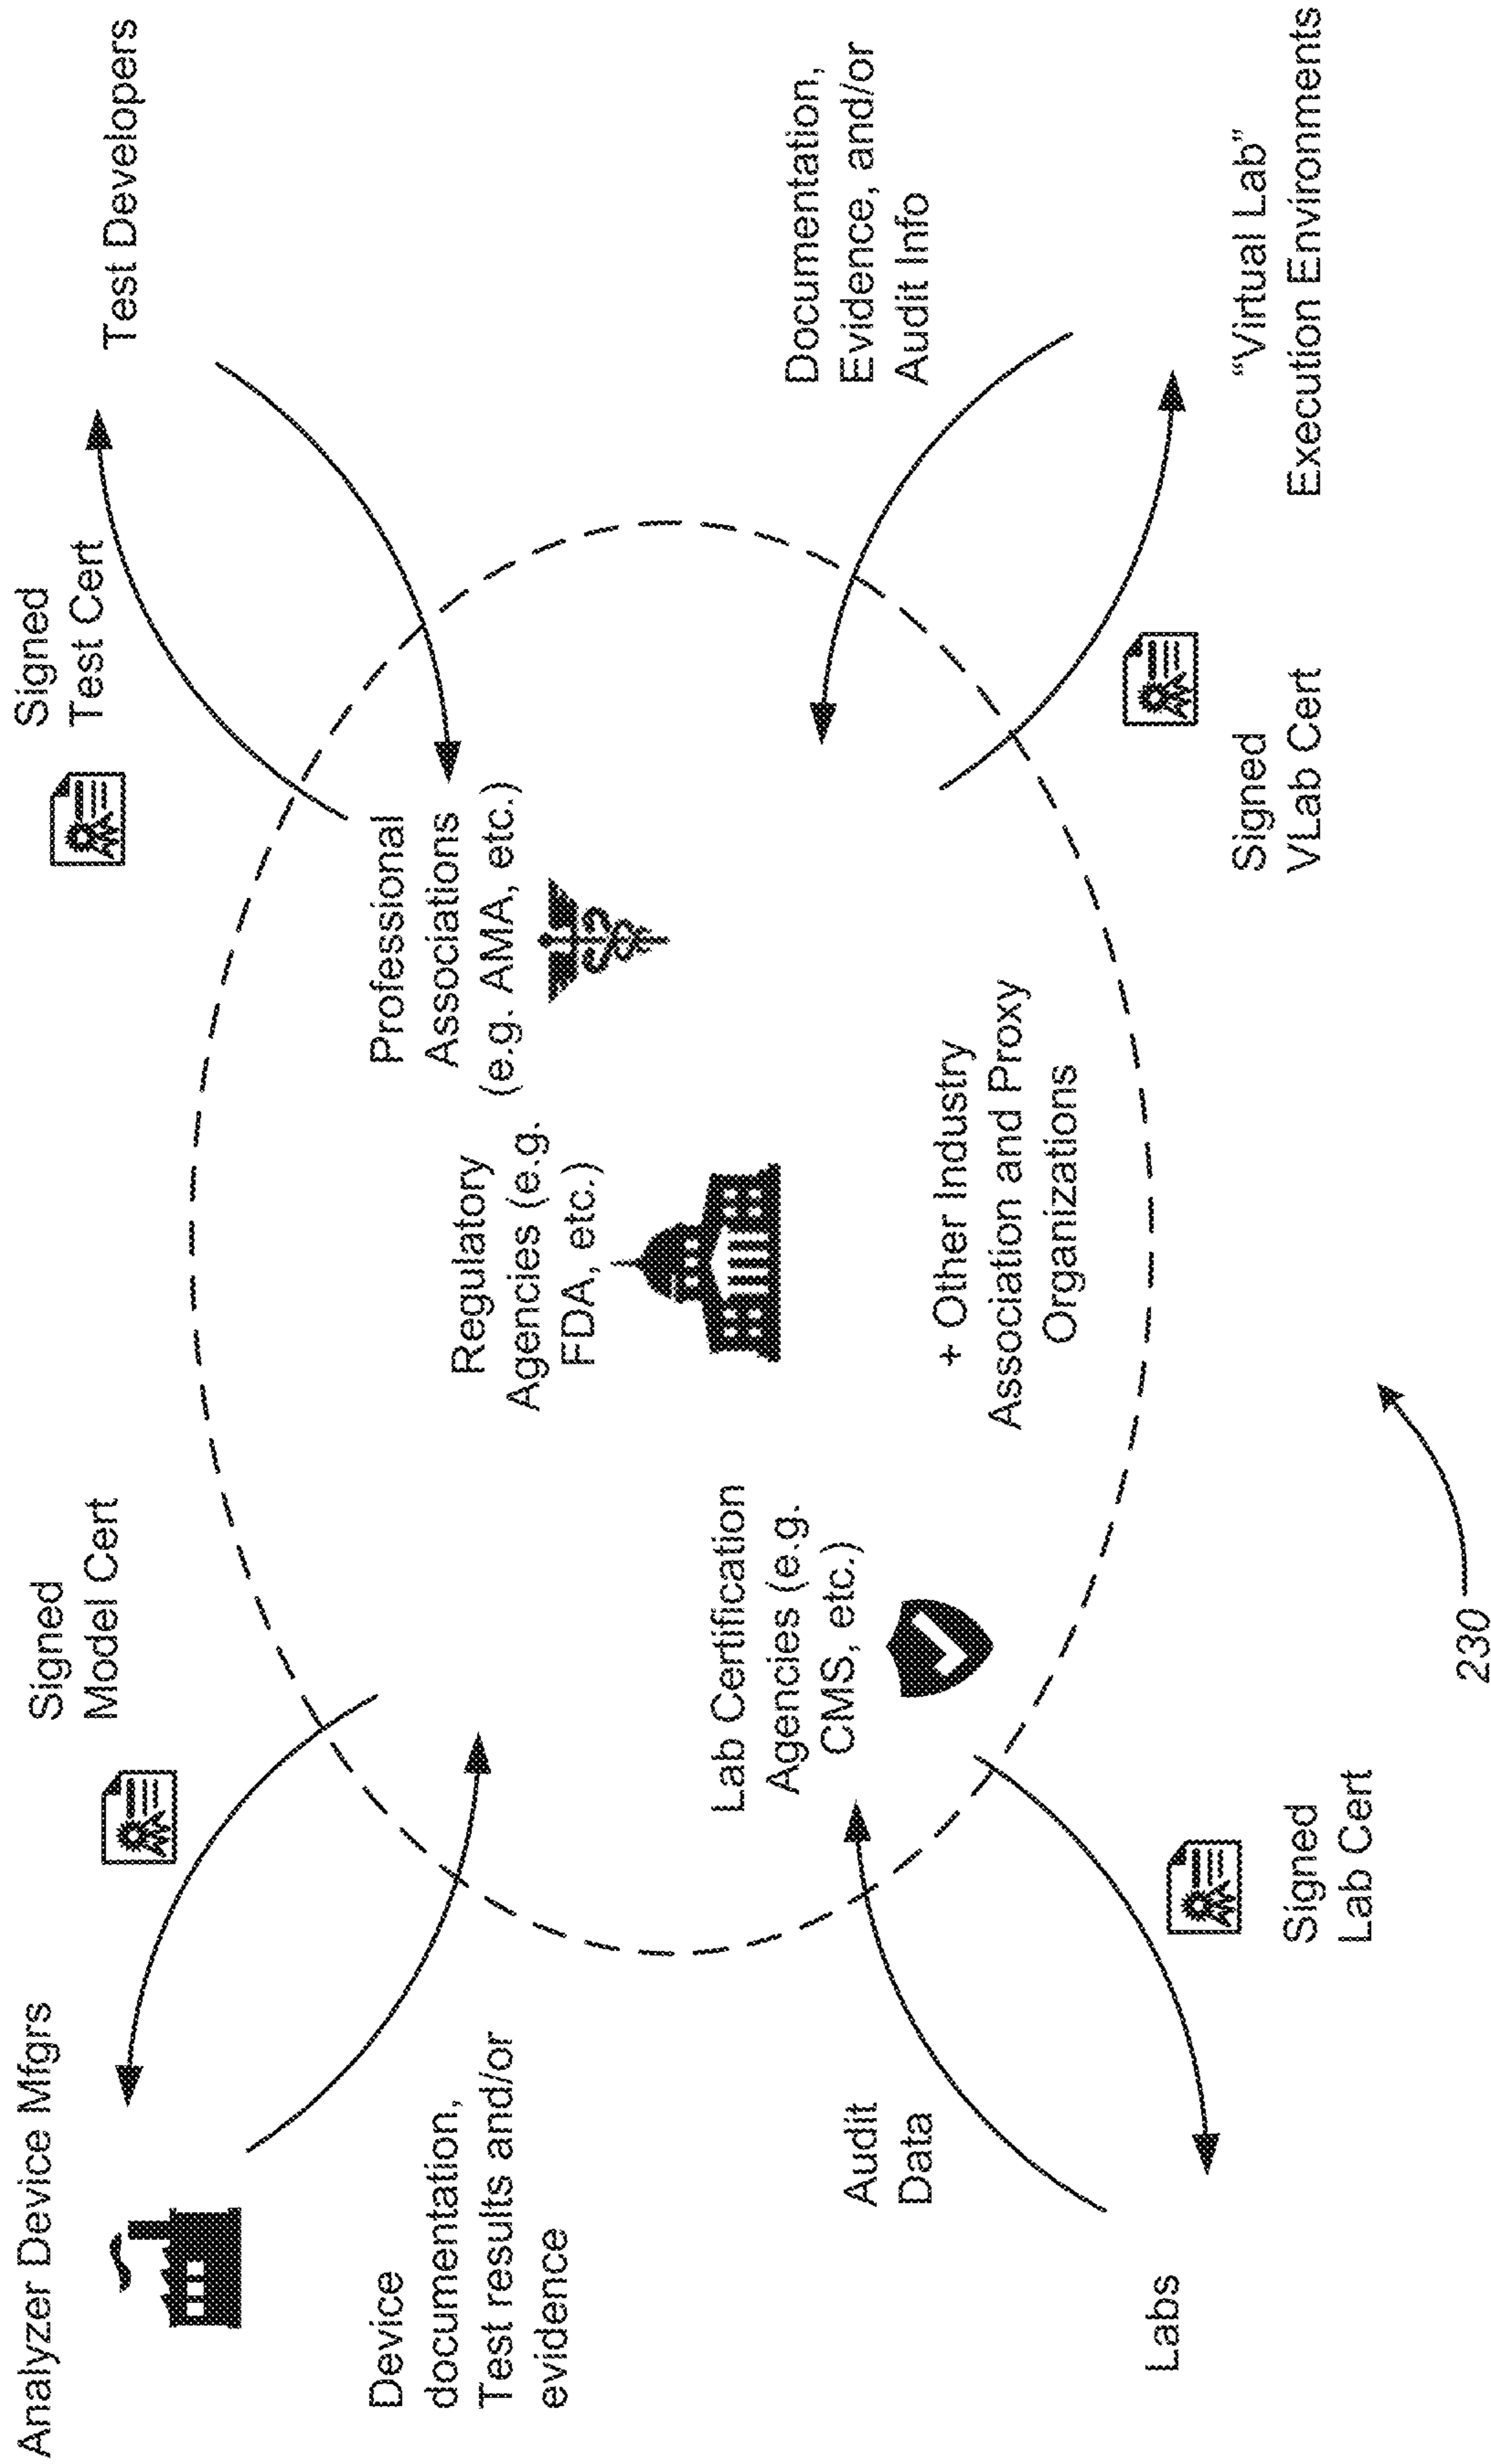 Analyzer Device Mfgrs
Signed
Model Cert
Device
documentation,
Test results and/or
evidence
Signed
Test Cert
Test Developers
Professional
Associations
(e.g. AMA, etc.)
Regulatory
Agencies (e.g.
FDA, etc.)
Lab Certification
Agencies (e.g.
CMS, etc.)
+ Other Industry
Association and Proxy
Organizations
Documentation,
Evidence, and/or
Audit Info
Audit
Data
Labs
Signed
Lab Cert
Signed
VLab Cert
“Virtual Lab”
Execution Environments
230